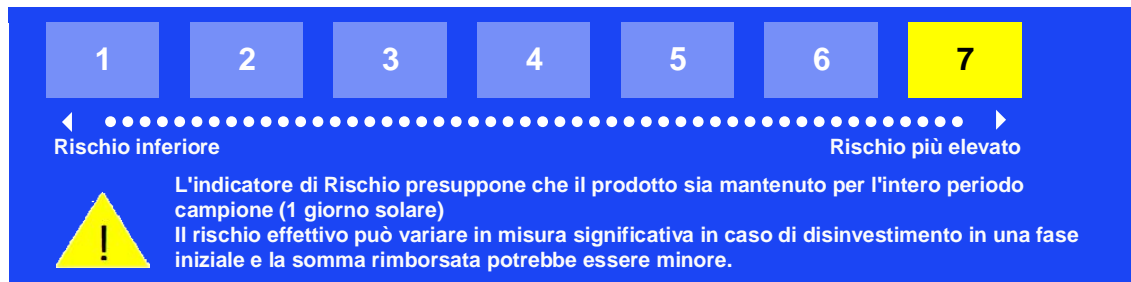 1 2 3 4 5 6 7
Rischio inferiore Rischio più elevato
L'indicatore di Rischio presuppone che il prodotto sia mantenuto per l'intero periodo
campione (1 giorno solare)
Il rischio effettivo può variare in misura significativa in caso di disinvestimento in una fase
iniziale e la somma rimborsata potrebbe essere minore.
!